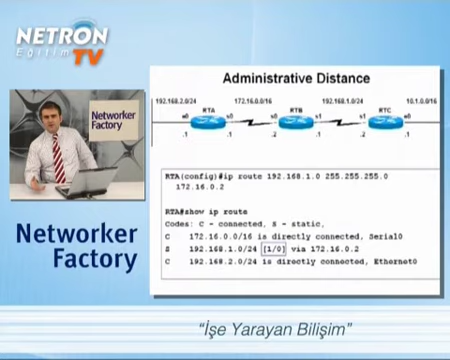 NETRON
Eğitim TV
Networker
Factory
Networker
Factory
Administrative Distance
192.168.2.0/24 172.16.0.0/16 192.168.1.0/24 10.1.0.0/16
RTA RTB RTC
e0 s0 s0 s1 s0 e0
.1 .1 .2 .1 .2 .1
RTA(config)#ip route 192.168.1.0 255.255.255.0
172.16.0.2
RTA#show ip route
Codes: C - connected, S - static,
C 172.16.0.0/16 is directly connected, Serial0
S 192.168.1.0/24 [1/0] via 172.16.0.2
C 192.168.2.0/24 is directly connected, Ethernet0
"İşe Yarayan Bilişim"